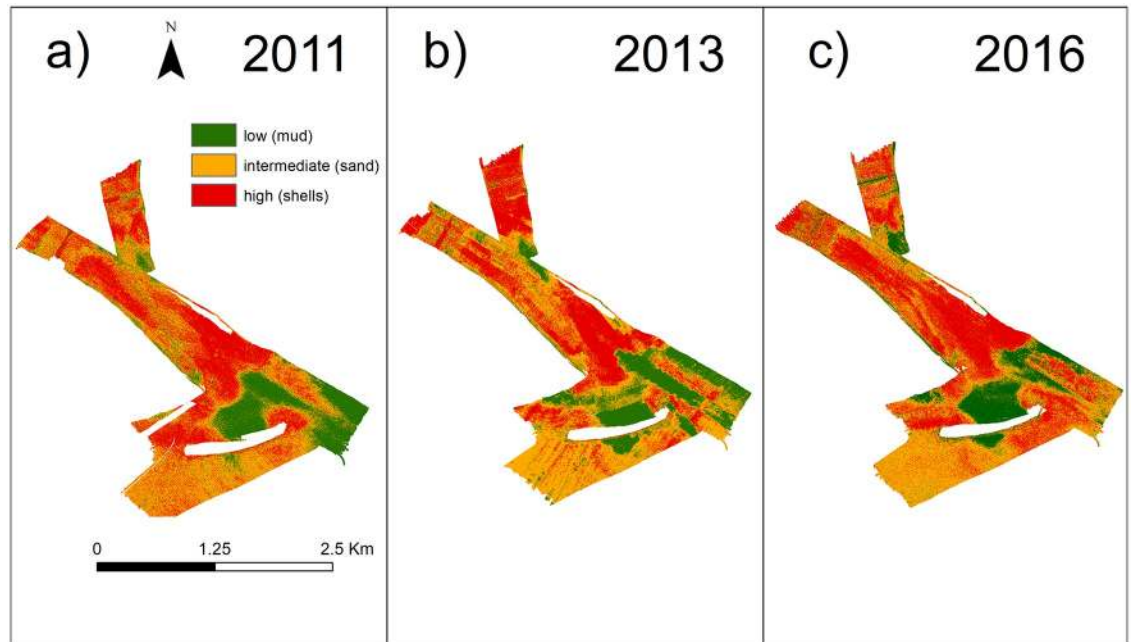 a)
N
2011
low (mud)
intermediate (sand)
high (shells)
0 1.25 2.5 Km
b)
2013
c)
2016